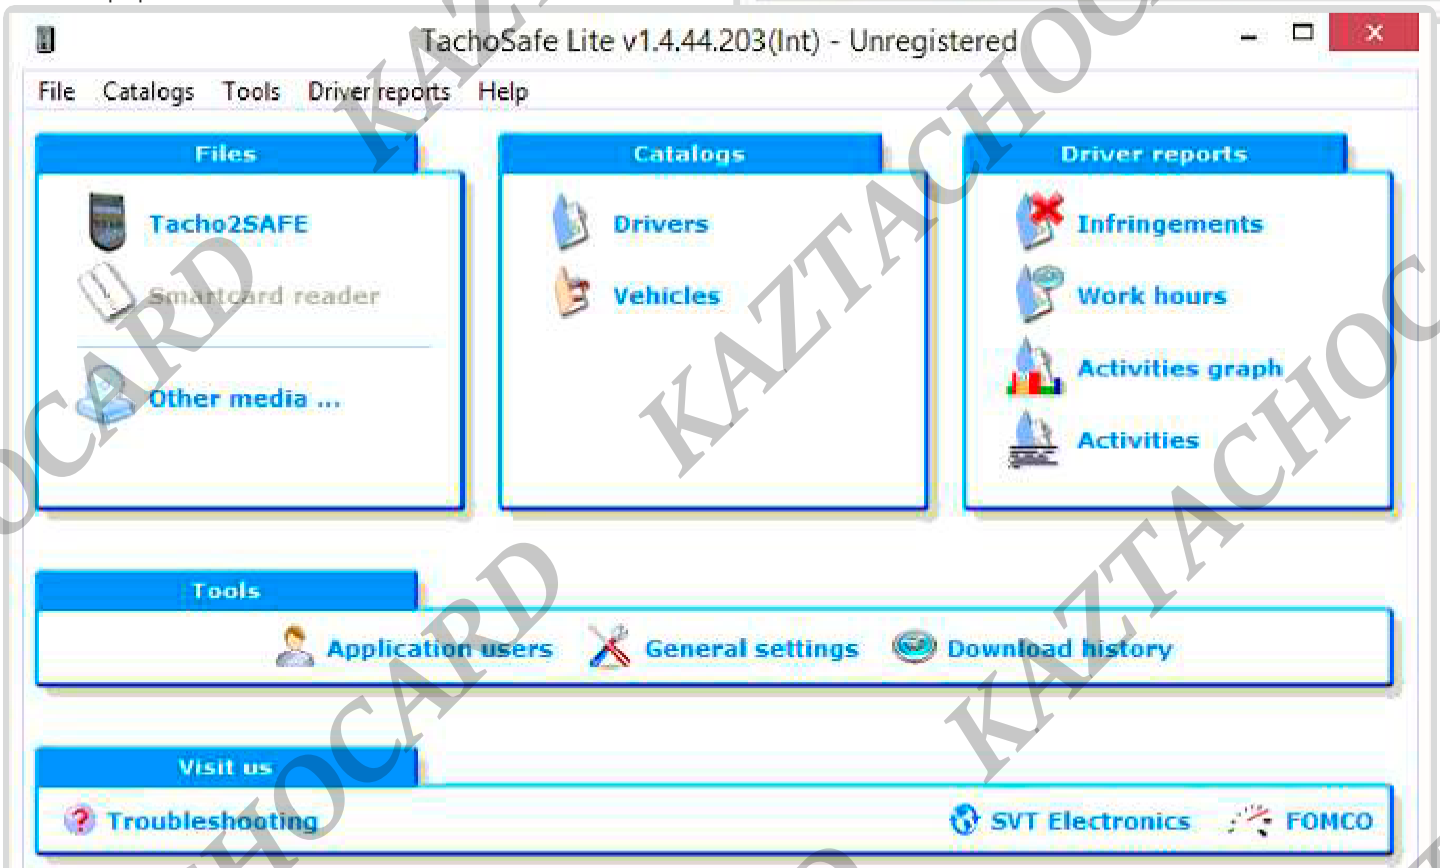 TachoSafe Lite v1.4.44.203(Int) - Unregistered
File Catalogs Tools Driver reports Help
Files
Tacho2SAFE
Smartcard reader
Other media ...
Catalogs
Drivers
Vehicles
Driver reports
Infringements
Work hours
Activities graph
Activities
Tools
Application users General settings Download history
Visit us
Troubleshooting SVT Electronics FOMCO
KAZTACHOCARD